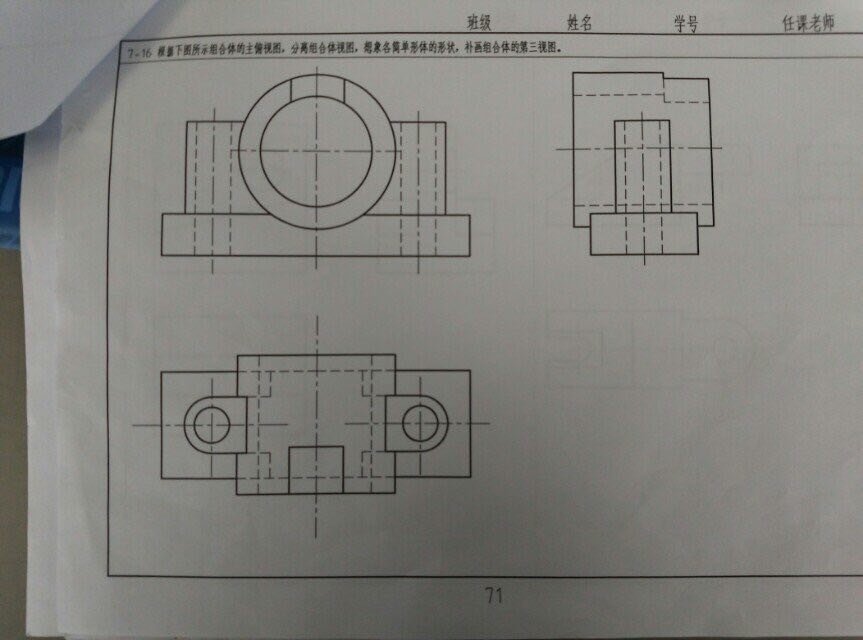 班级 姓名 学号 任课老师
7-16 根据下图所示组合体的主俯视图，分离组合体视图，想象各简单形体的形状，补画组合体的第三视图。
71